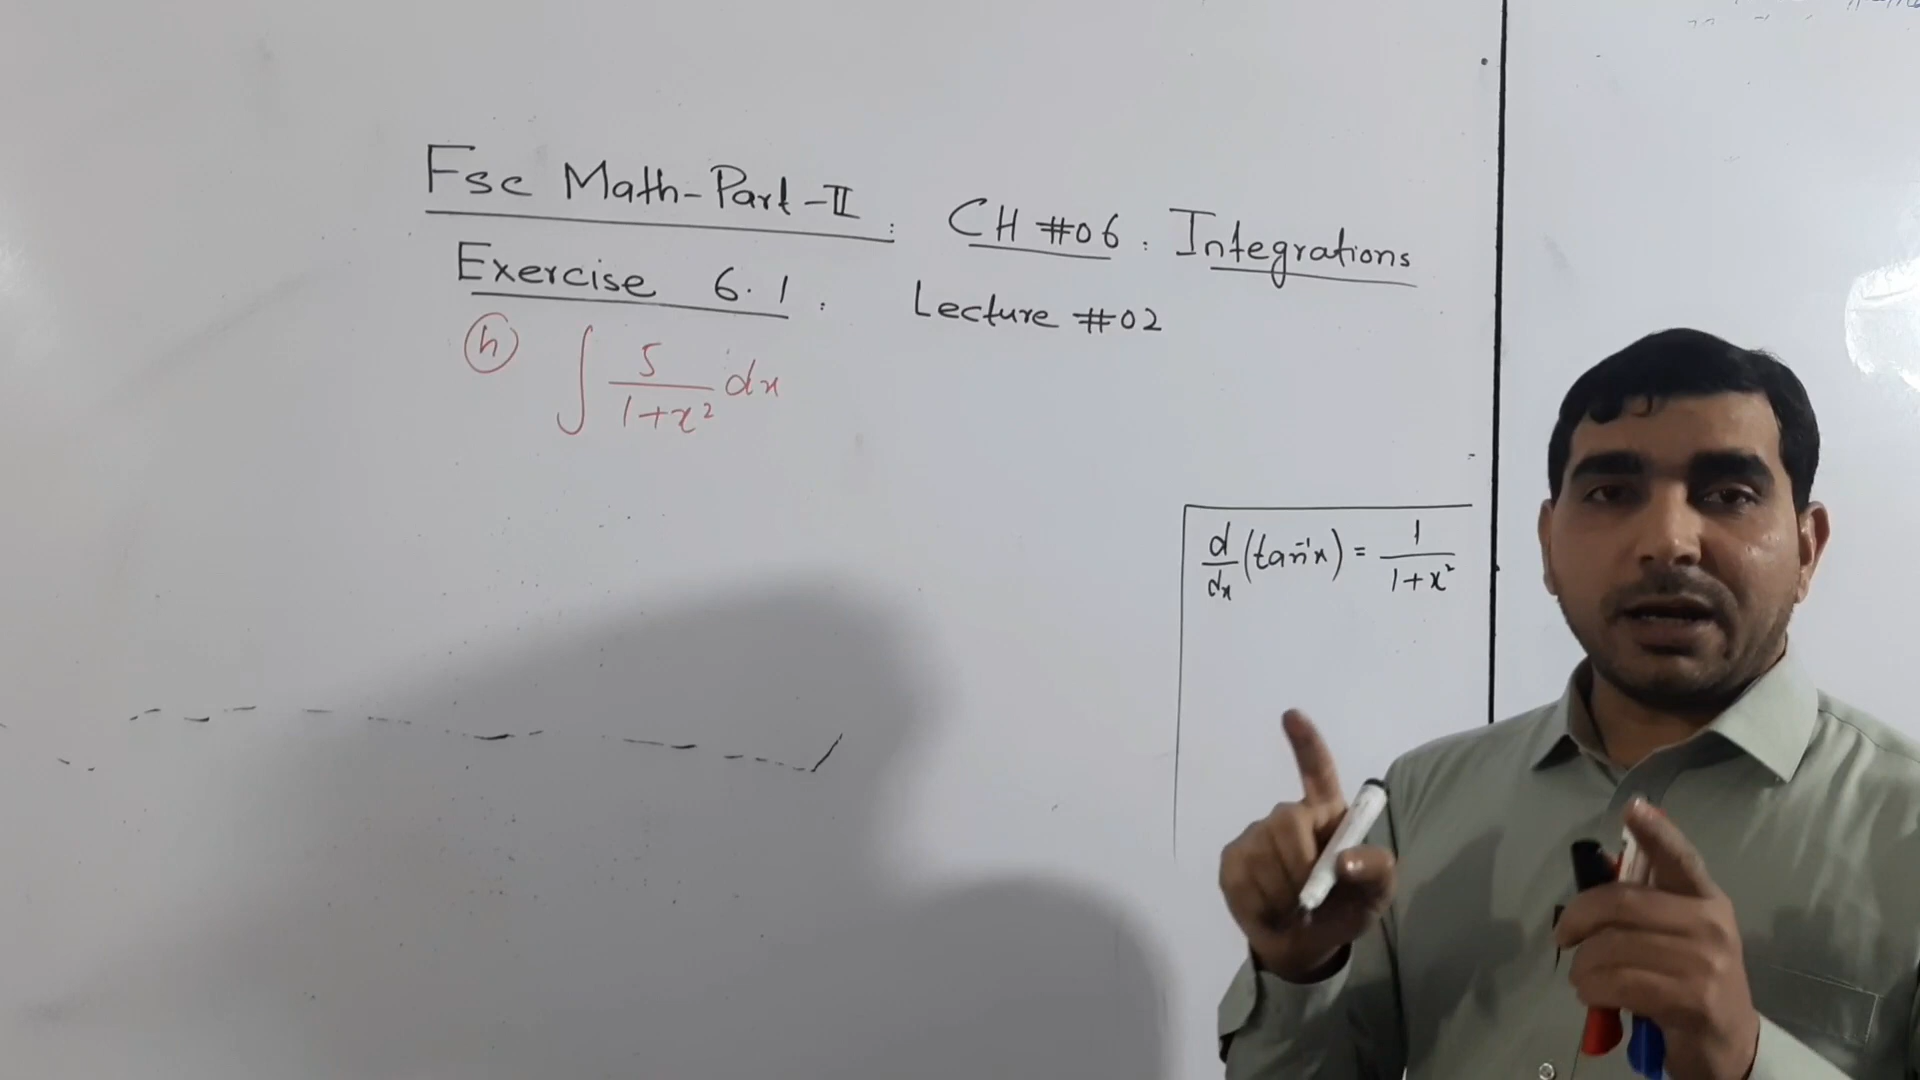 Fsc Math-Part-II . CH #06 . Integrations
Exercise 6.1 . Lecture #02
(h) ∫ 5/(1+x²) dx
d/dx (tan⁻¹x) = 1/(1+x²)